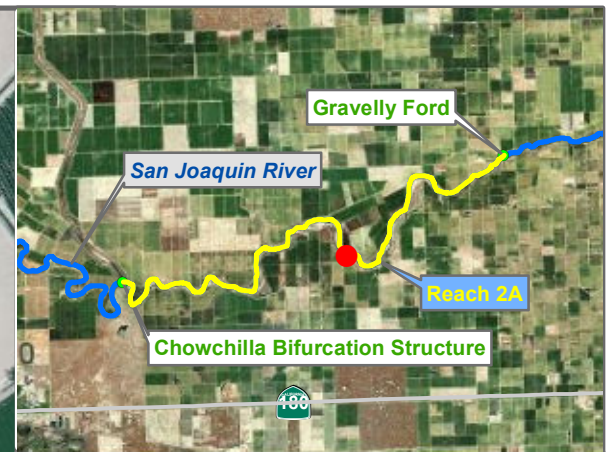 Gravelly Ford
San Joaquin River
Reach 2A
Chowchilla Bifurcation Structure
180